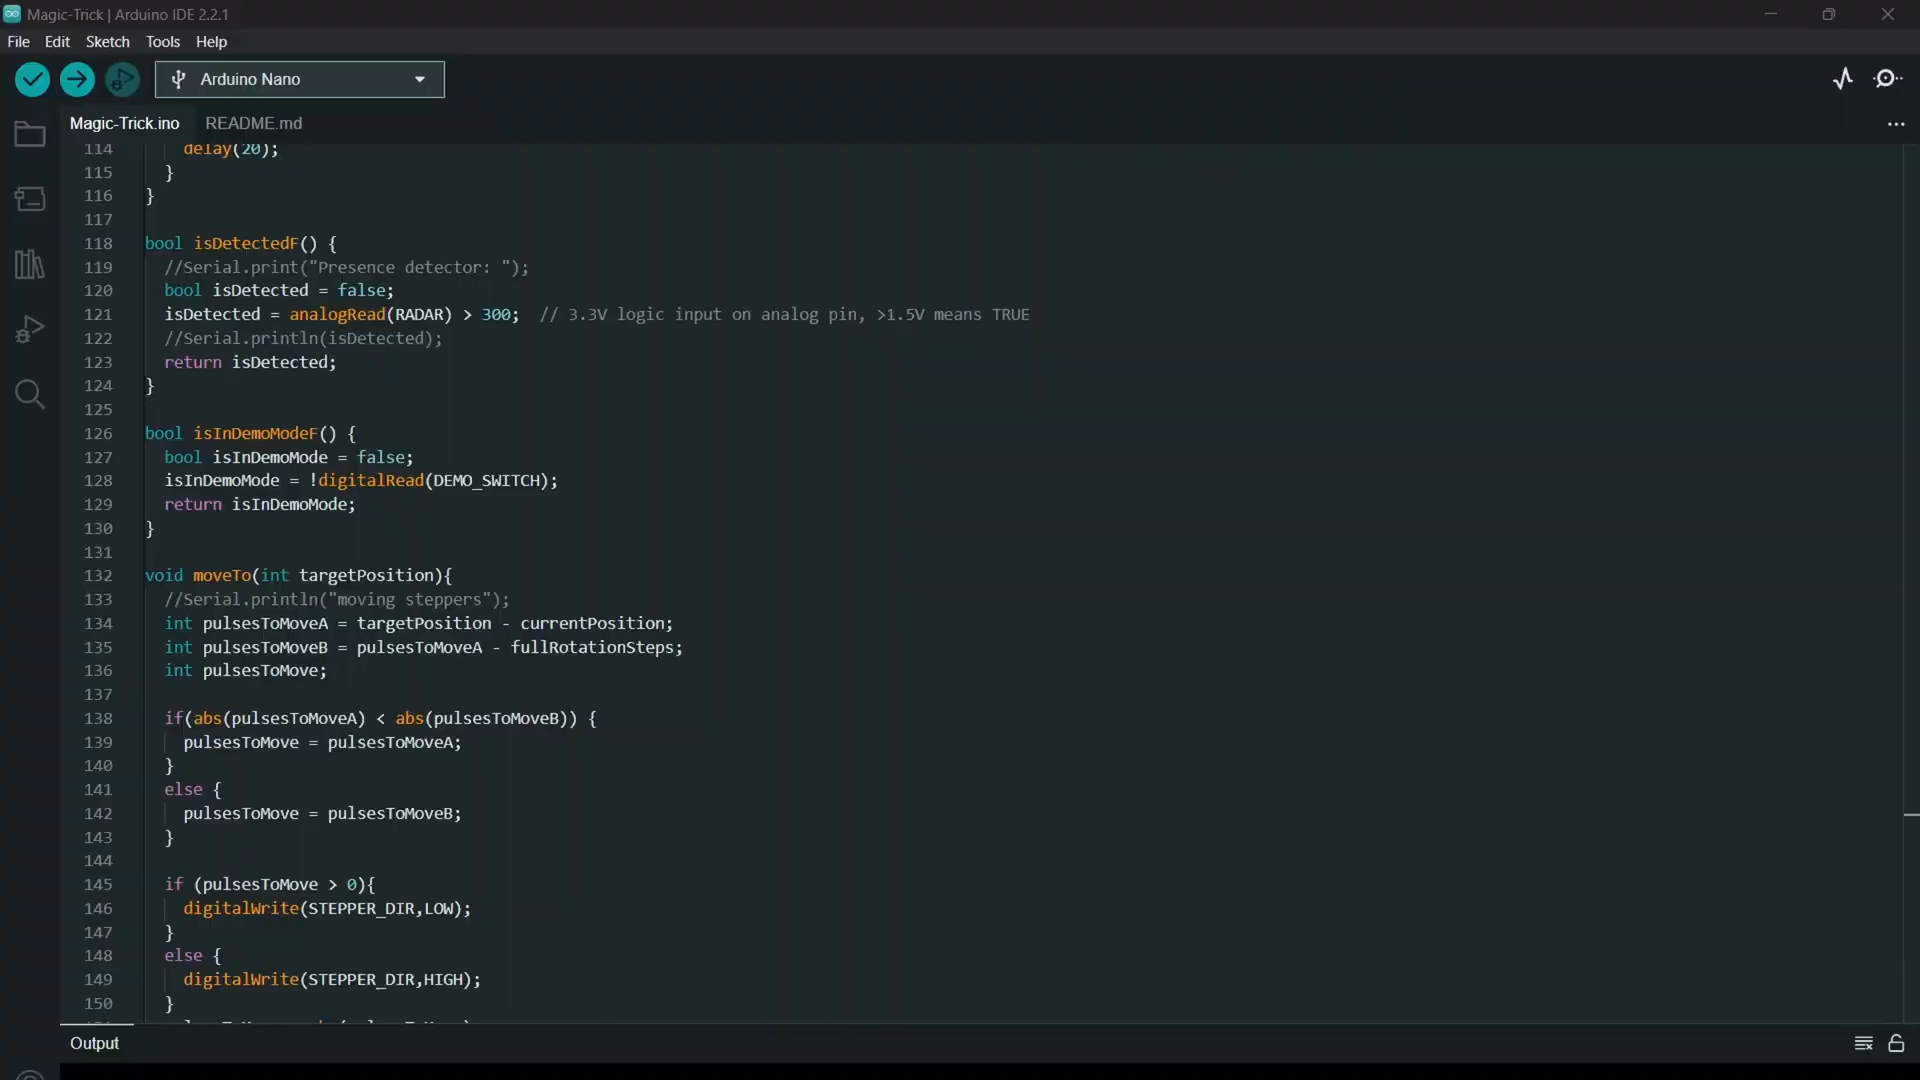 Magic-Trick | Arduino IDE 2.2.1
File Edit Sketch Tools Help
Arduino Nano
Magic-Trick.ino README.md
114 delay(20);
115 }
116 }
117
118 bool isDetectedF() {
119 //Serial.print("Presence detector: ");
120 bool isDetected = false;
121 isDetected = analogRead(RADAR) > 300; // 3.3V logic input on analog pin, >1.5V means TRUE
122 //Serial.println(isDetected);
123 return isDetected;
124 }
125
126 bool isInDemoModeF() {
127 bool isInDemoMode = false;
128 isInDemoMode = !digitalRead(DEMO_SWITCH);
129 return isInDemoMode;
130 }
131
132 void moveTo(int targetPosition){
133 //Serial.println("moving steppers");
134 int pulsesToMoveA = targetPosition - currentPosition;
135 int pulsesToMoveB = pulsesToMoveA - fullRotationSteps;
136 int pulsesToMove;
137
138 if(abs(pulsesToMoveA) < abs(pulsesToMoveB)) {
139 pulsesToMove = pulsesToMoveA;
140 }
141 else {
142 pulsesToMove = pulsesToMoveB;
143 }
144
145 if (pulsesToMove > 0){
146 digitalWrite(STEPPER_DIR,LOW);
147 }
148 else {
149 digitalWrite(STEPPER_DIR,HIGH);
150 }
Output